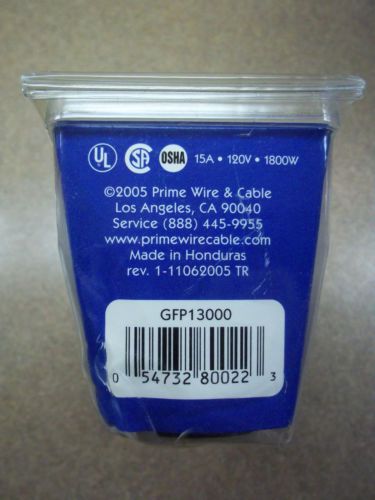 UL SA OSHA 15A • 120V • 1800W
©2005 Prime Wire & Cable
Los Angeles, CA 90040
Service (888) 445-9955
www.primewirecable.com
Made in Honduras
rev. 1-11062005 TR
GFP13000
0 54732 80022 3